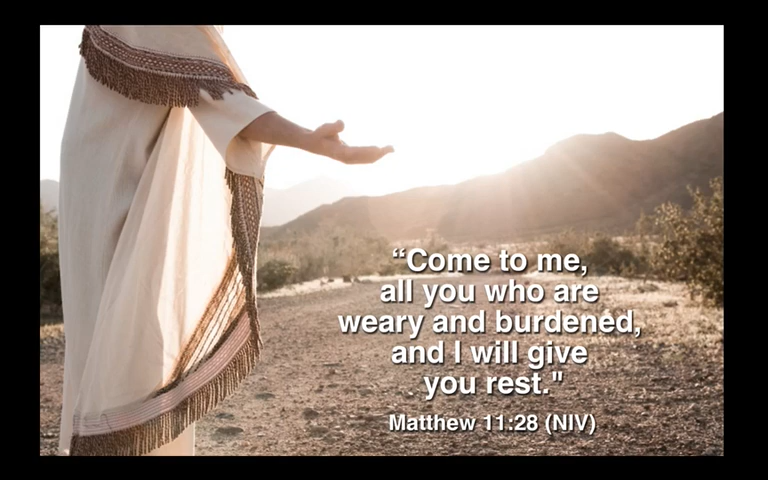 “Come to me,
all you who are
weary and burdened,
and I will give
you rest."
Matthew 11:28 (NIV)